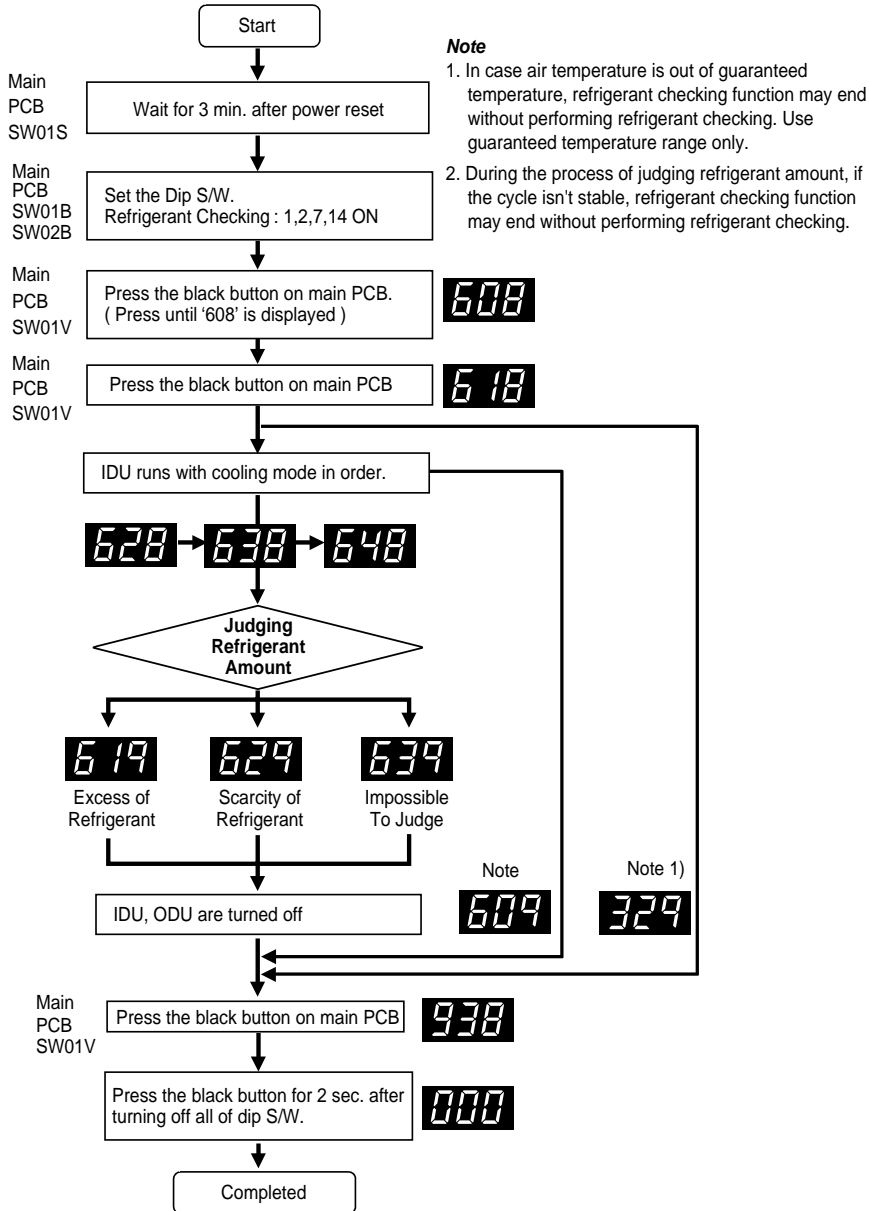 Start
Note
1. In case air temperature is out of guaranteed
temperature, refrigerant checking function may end
without performing refrigerant checking. Use
guaranteed temperature range only.
2. During the process of judging refrigerant amount, if
the cycle isn't stable, refrigerant checking function
may end without performing refrigerant checking.
Main
PCB
SW01S
Wait for 3 min. after power reset
Main
PCB
SW01B
SW02B
Set the Dip S/W.
Refrigerant Checking : 1,2,7,14 ON
Main
PCB
SW01V
Press the black button on main PCB.
( Press until ‘608’ is displayed )
608
Main
PCB
SW01V
Press the black button on main PCB
618
IDU runs with cooling mode in order.
628
638
648
Judging
Refrigerant
Amount
619
Excess of
Refrigerant
629
Scarcity of
Refrigerant
639
Impossible
To Judge
Note
609
Note 1)
329
IDU, ODU are turned off
Main
PCB
SW01V
Press the black button on main PCB
938
Press the black button for 2 sec. after
turning off all of dip S/W.
000
Completed